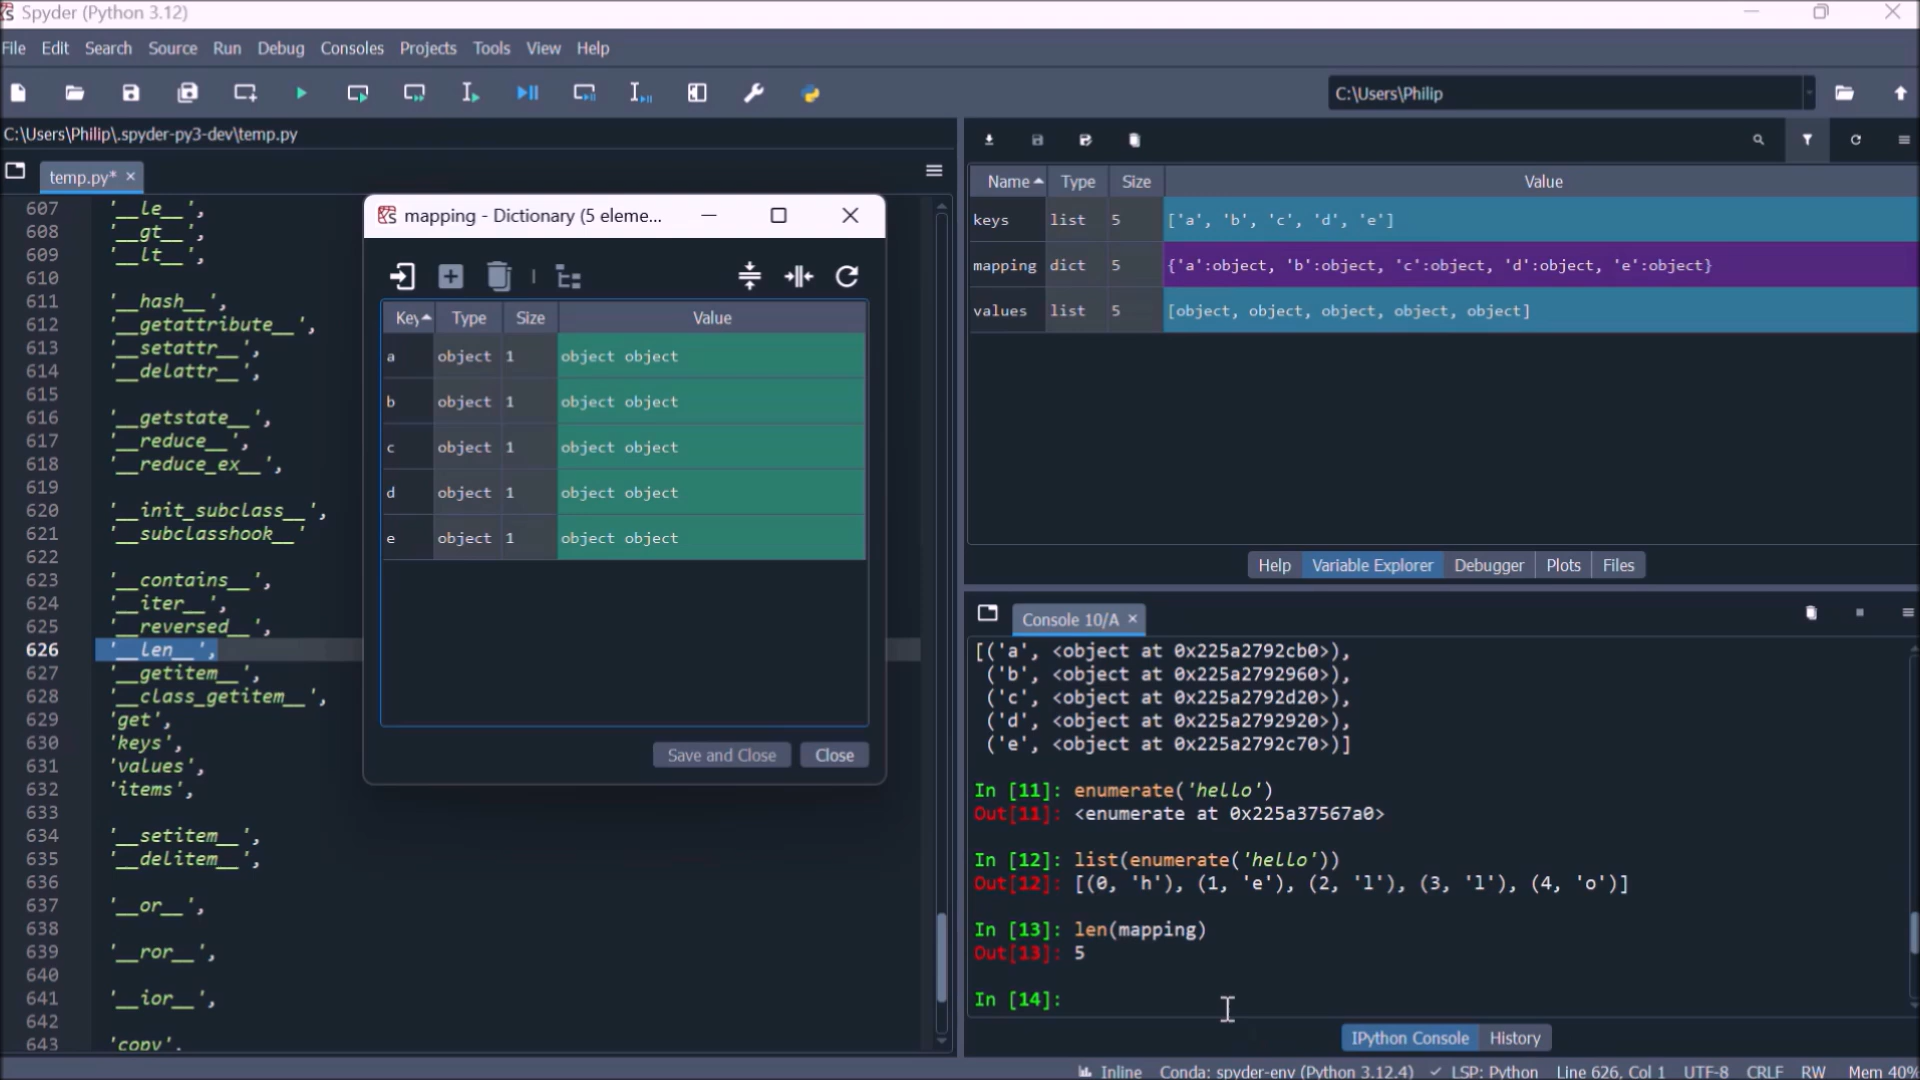 Spyder (Python 3.12)
File Edit Search Source Run Debug Consoles Projects Tools View Help
C:\Users\Philip
C:\Users\Philip\.spyder-py3-dev\temp.py
temp.py*
607 '__le__',
608 '__gt__',
609 '__lt__',
610
611 '__hash__',
612 '__getattribute__',
613 '__setattr__',
614 '__delattr__',
615
616 '__getstate__',
617 '__reduce__',
618 '__reduce_ex__',
619
620 '__init_subclass__',
621 '__subclasshook__'
622
623 '__contains__',
624 '__iter__',
625 '__reversed__',
626 '__len__',
627 '__getitem__',
628 '__class_getitem__',
629 'get',
630 'keys',
631 'values',
632 'items',
633
634 '__setitem__',
635 '__delitem__',
636
637 '__or__',
638
639 '__ror__',
640
641 '__ior__',
642
643 'copy',
mapping - Dictionary (5 eleme...
Key Type Size Value
a object 1 object object
b object 1 object object
c object 1 object object
d object 1 object object
e object 1 object object
Save and Close Close
Name Type Size Value
keys list 5 ['a', 'b', 'c', 'd', 'e']
mapping dict 5 {'a':object, 'b':object, 'c':object, 'd':object, 'e':object}
values list 5 [object, object, object, object, object]
Help Variable Explorer Debugger Plots Files
Console 10/A
[('a', <object at 0x225a2792cb0>),
('b', <object at 0x225a2792960>),
('c', <object at 0x225a2792d20>),
('d', <object at 0x225a2792920>),
('e', <object at 0x225a2792c70>)]
In [11]: enumerate('hello')
Out[11]: <enumerate at 0x225a37567a0>
In [12]: list(enumerate('hello'))
Out[12]: [(0, 'h'), (1, 'e'), (2, 'l'), (3, 'l'), (4, 'o')]
In [13]: len(mapping)
Out[13]: 5
In [14]:
IPython Console History
Inline Conda: spyder-env (Python 3.12.4) ✓ LSP: Python Line 626, Col 1 UTF-8 CRLF RW Mem 40%